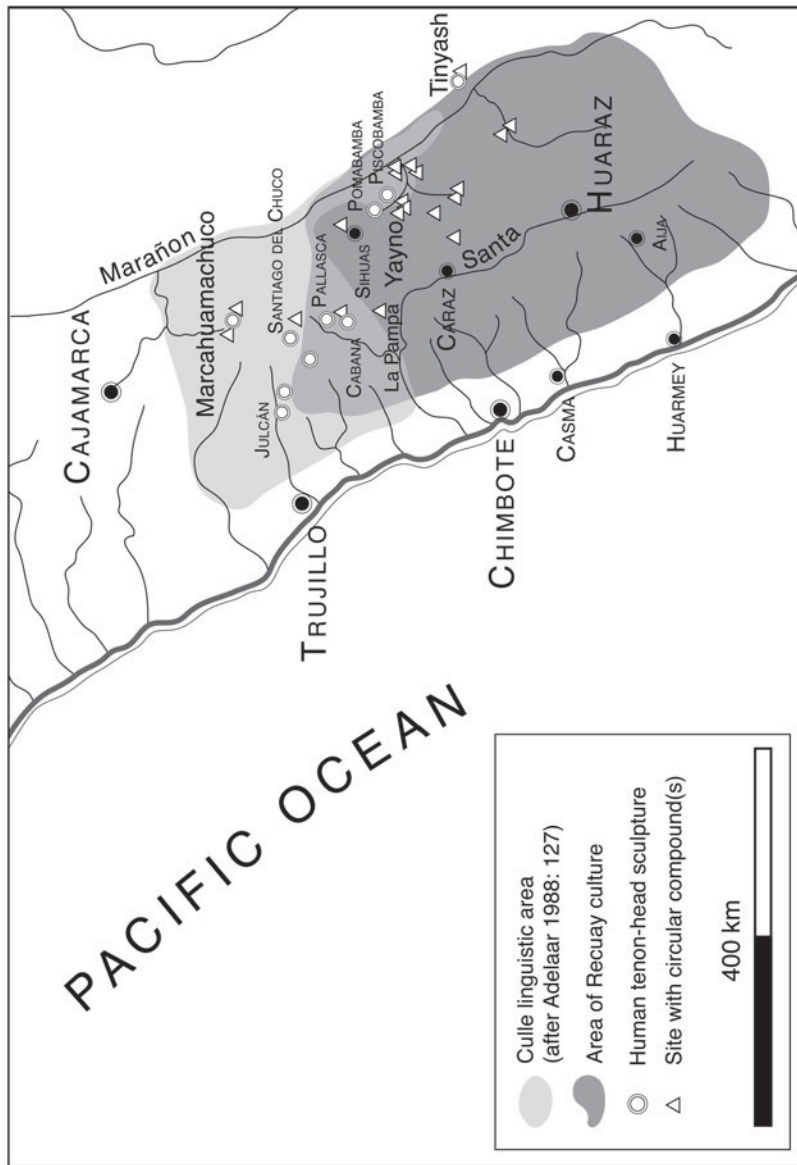 CAJAMARCA
Marañon
Marcahuamachuco
SANTIAGO DEL CHUCO
JULCÁN
PALLASCA
TRUJILLO
CABANA
SIHUAS
POMABAMBA
PISCOBAMBA
La Pampa
Yayno
Tinyash
CARAZ
Santa
CHIMBOTE
CASMA
HUARAZ
AIJA
HUARMEY
PACIFIC OCEAN
Culle linguistic area
(after Adelaar 1988: 127)
Area of Recuay culture
Human tenon-head sculpture
Site with circular compound(s)
400 km